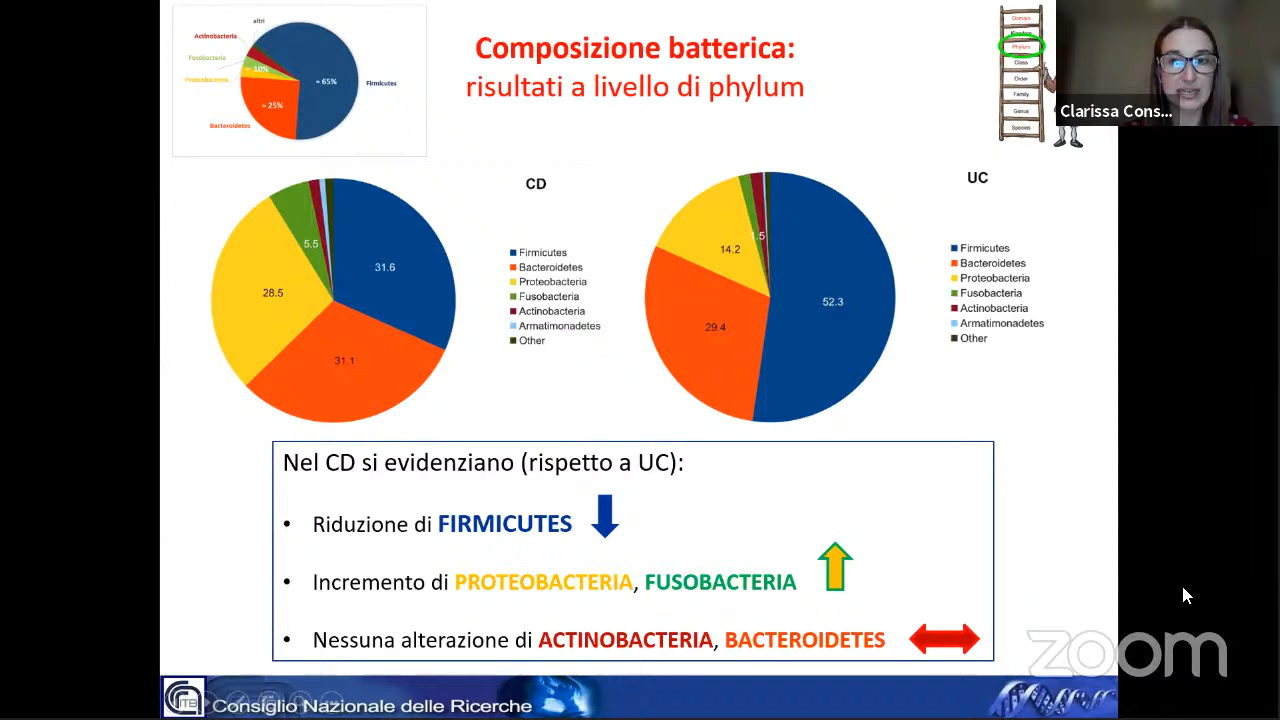 altri
Actinobacteria
Fusobacteria
Proteobacteria
≈ 10%
≈ 65%
Firmicutes
≈ 25%
Bacteroidetes
Composizione batterica:
risultati a livello di phylum
Domain
Kingdom
Phylum
Class
Order
Family
Genus
Species
Clarissa Cons...
CD
5.5
31.6
28.5
31.1
Firmicutes
Bacteroidetes
Proteobacteria
Fusobacteria
Actinobacteria
Armatimonadetes
Other
UC
1.5
14.2
52.3
29.4
Firmicutes
Bacteroidetes
Proteobacteria
Fusobacteria
Actinobacteria
Armatimonadetes
Other
Nel CD si evidenziano (rispetto a UC):
• Riduzione di FIRMICUTES
• Incremento di PROTEOBACTERIA, FUSOBACTERIA
• Nessuna alterazione di ACTINOBACTERIA, BACTEROIDETES
zoom
ITB
Consiglio Nazionale delle Ricerche